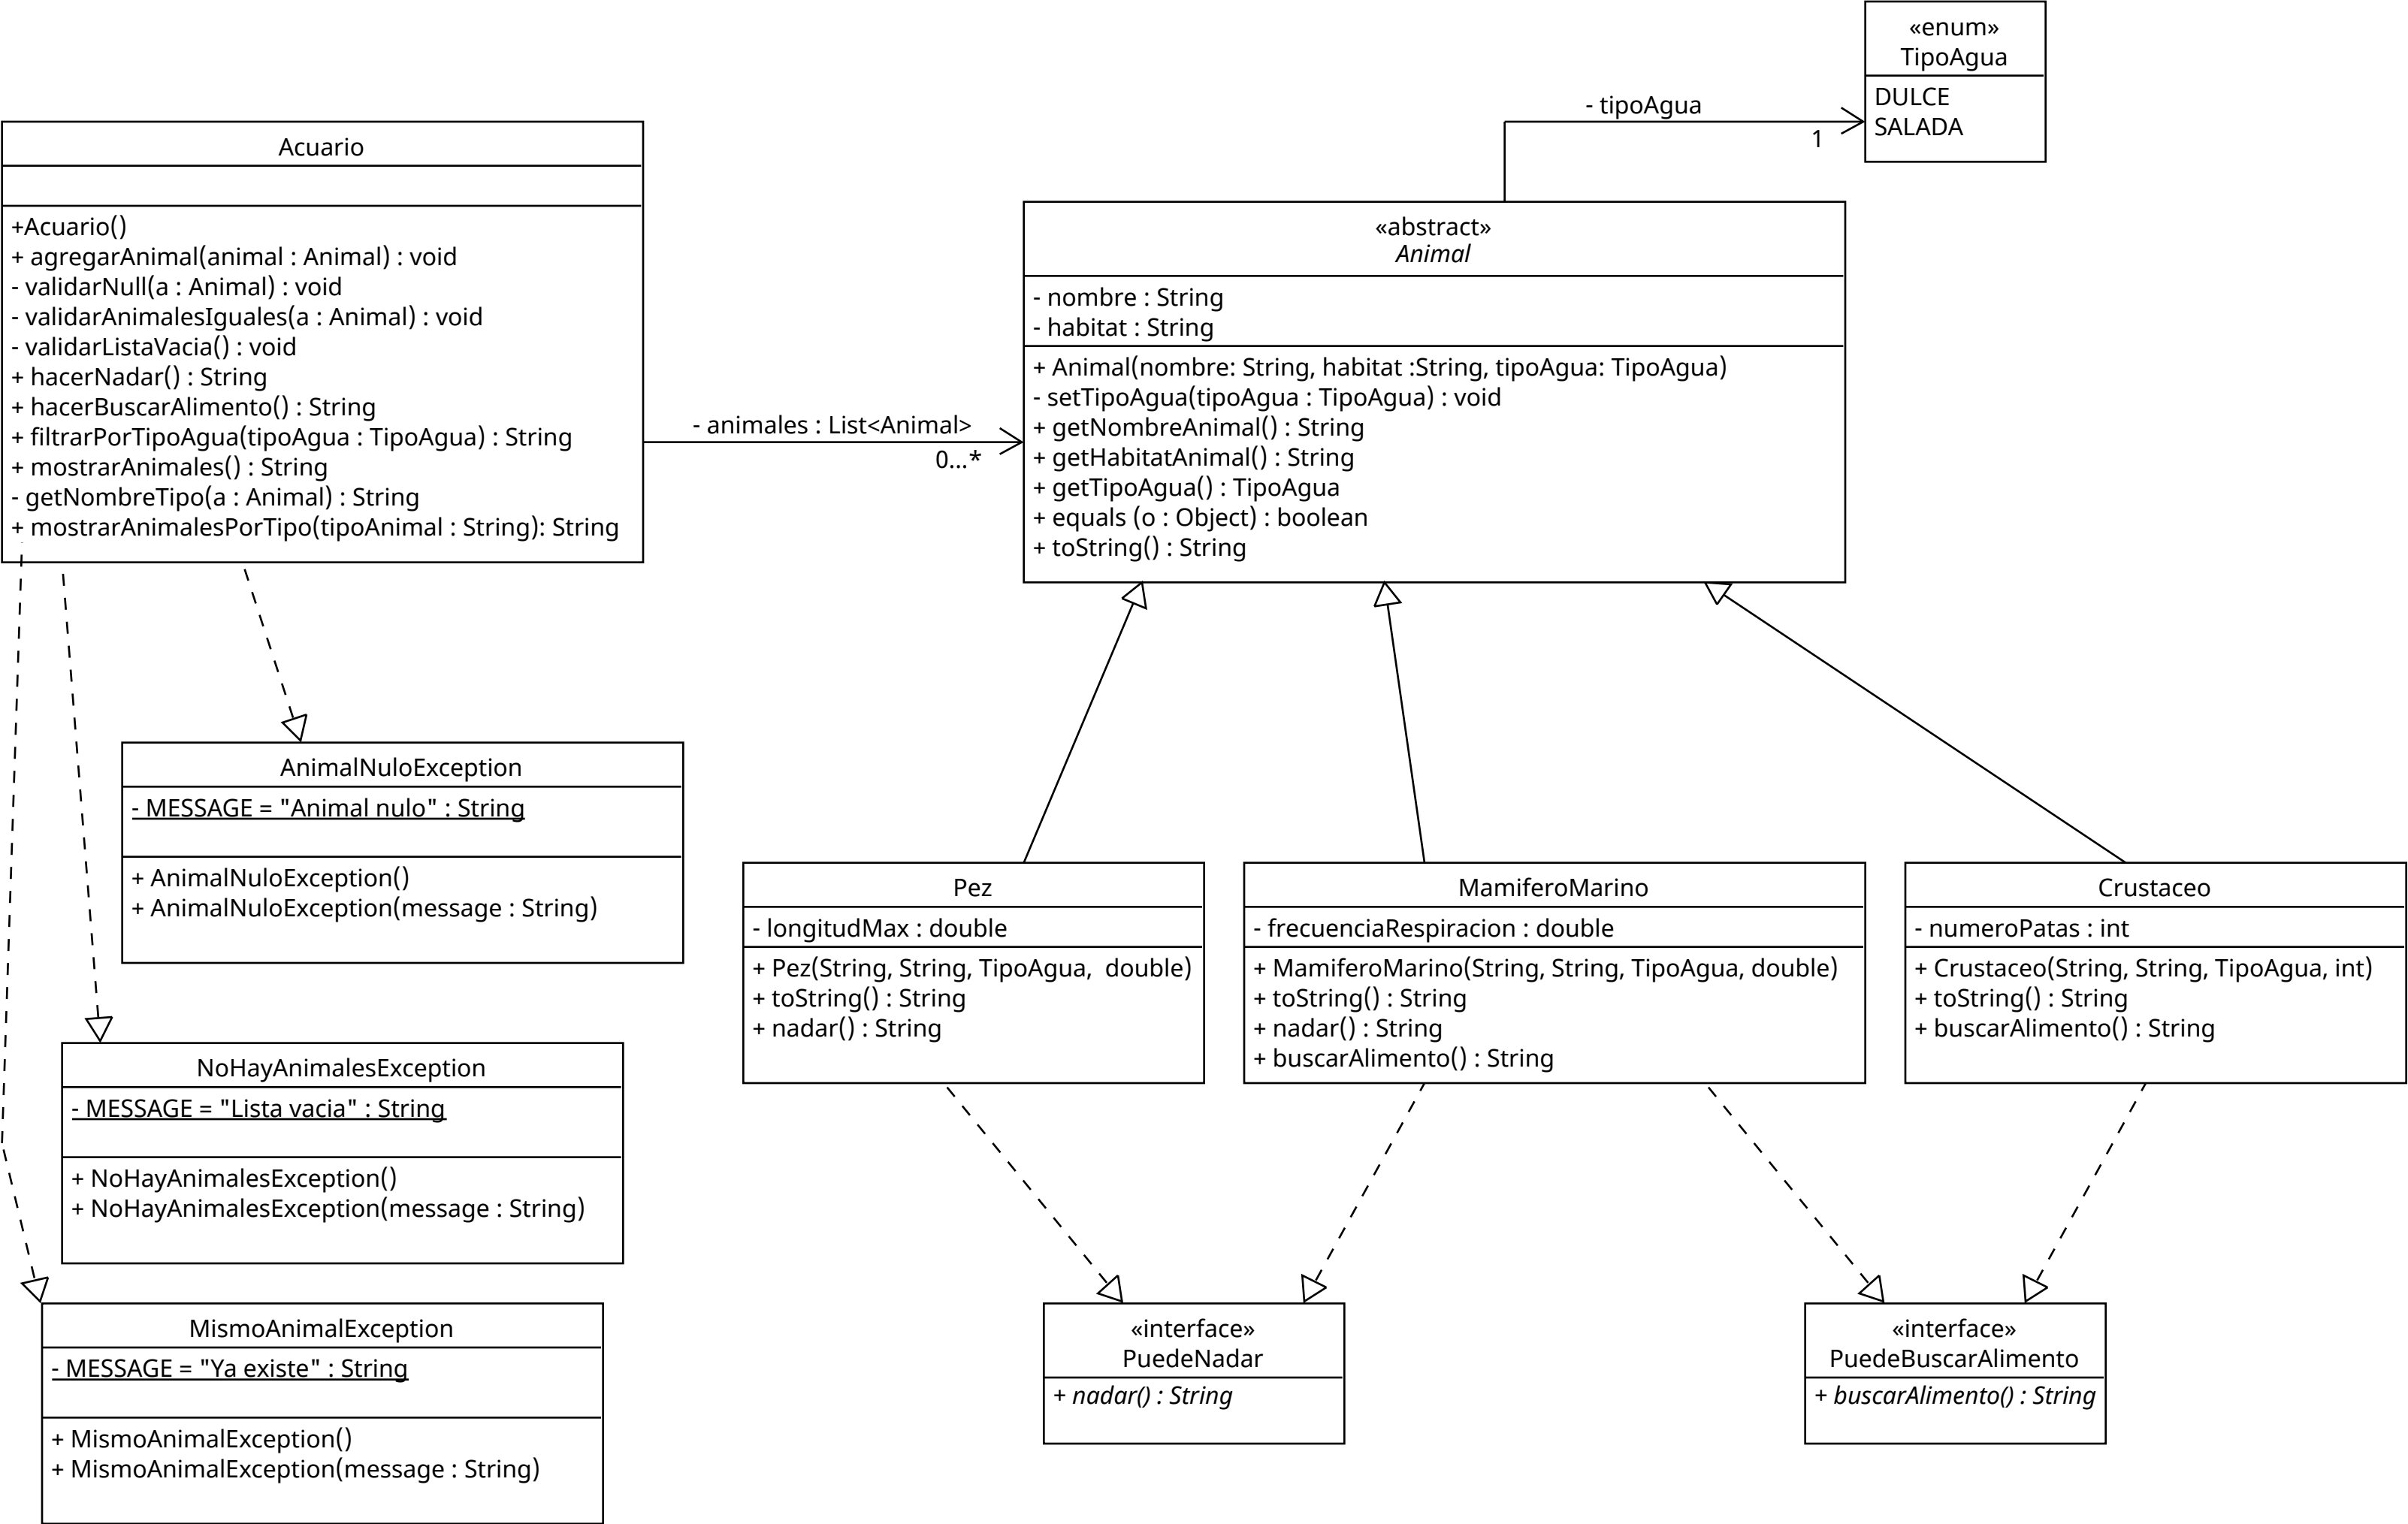 «enum»
TipoAgua
DULCE
SALADA
- tipoAgua
1
Acuario
+Acuario()
+ agregarAnimal(animal : Animal) : void
- validarNull(a : Animal) : void
- validarAnimalesIguales(a : Animal) : void
- validarListaVacia() : void
+ hacerNadar() : String
+ hacerBuscarAlimento() : String
+ filtrarPorTipoAgua(tipoAgua : TipoAgua) : String
+ mostrarAnimales() : String
- getNombreTipo(a : Animal) : String
+ mostrarAnimalesPorTipo(tipoAnimal : String): String
- animales : List<Animal>
0...*
«abstract»
Animal
- nombre : String
- habitat : String
+ Animal(nombre: String, habitat :String, tipoAgua: TipoAgua)
- setTipoAgua(tipoAgua : TipoAgua) : void
+ getNombreAnimal() : String
+ getHabitatAnimal() : String
+ getTipoAgua() : TipoAgua
+ equals (o : Object) : boolean
+ toString() : String
AnimalNuloException
- MESSAGE = "Animal nulo" : String
+ AnimalNuloException()
+ AnimalNuloException(message : String)
Pez
- longitudMax : double
+ Pez(String, String, TipoAgua,  double)
+ toString() : String
+ nadar() : String
MamiferoMarino
- frecuenciaRespiracion : double
+ MamiferoMarino(String, String, TipoAgua, double)
+ toString() : String
+ nadar() : String
+ buscarAlimento() : String
Crustaceo
- numeroPatas : int
+ Crustaceo(String, String, TipoAgua, int)
+ toString() : String
+ buscarAlimento() : String
NoHayAnimalesException
- MESSAGE = "Lista vacia" : String
+ NoHayAnimalesException()
+ NoHayAnimalesException(message : String)
MismoAnimalException
- MESSAGE = "Ya existe" : String
+ MismoAnimalException()
+ MismoAnimalException(message : String)
«interface»
PuedeNadar
+ nadar() : String
«interface»
PuedeBuscarAlimento
+ buscarAlimento() : String